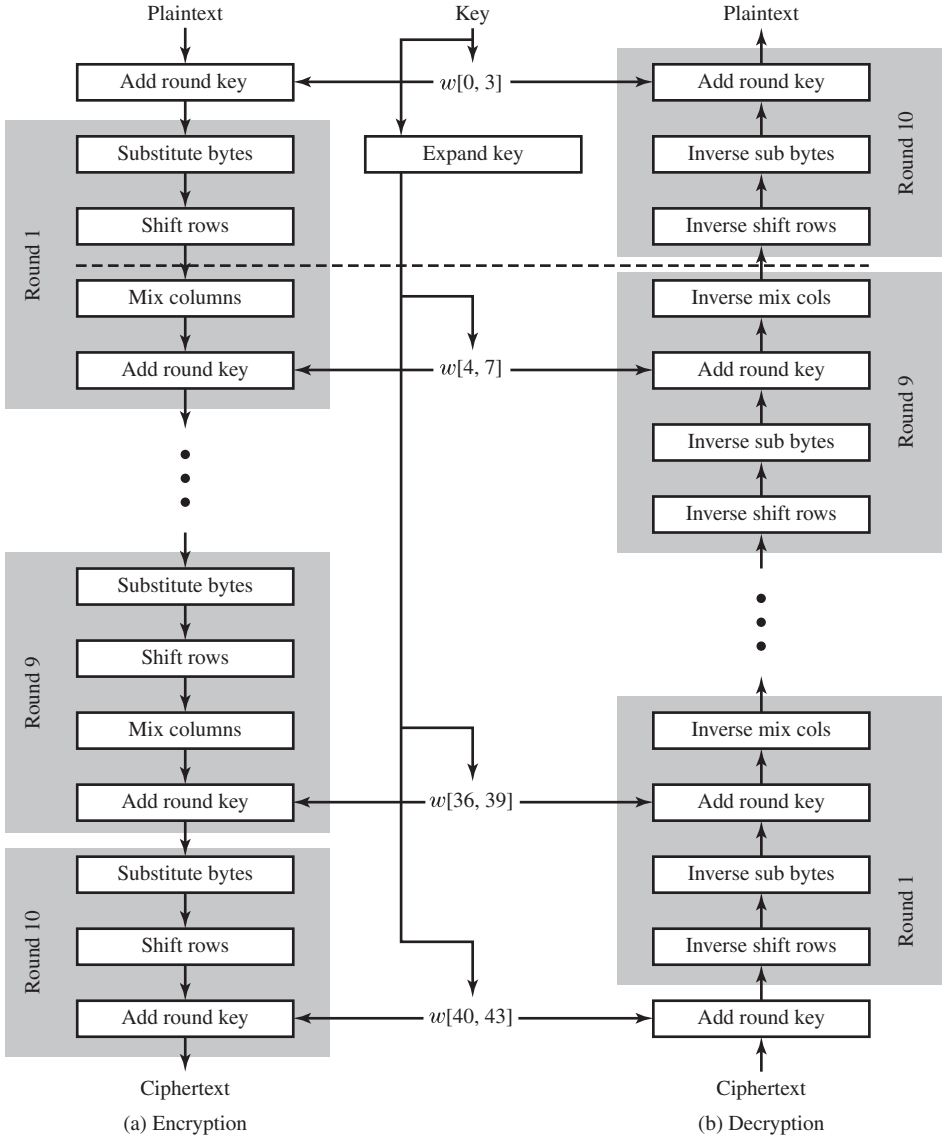 Plaintext
Key
Plaintext
Add round key
w[0, 3]
Add round key
Round 1
Substitute bytes
Expand key
Inverse sub bytes
Round 10
Shift rows
Inverse shift rows
Mix columns
Inverse mix cols
Add round key
w[4, 7]
Add round key
Round 9
Inverse sub bytes
Inverse shift rows
Round 9
Substitute bytes
Shift rows
Mix columns
Inverse mix cols
Add round key
w[36, 39]
Add round key
Round 1
Round 10
Substitute bytes
Inverse sub bytes
Shift rows
Inverse shift rows
Add round key
w[40, 43]
Add round key
Ciphertext
Ciphertext
(a) Encryption
(b) Decryption